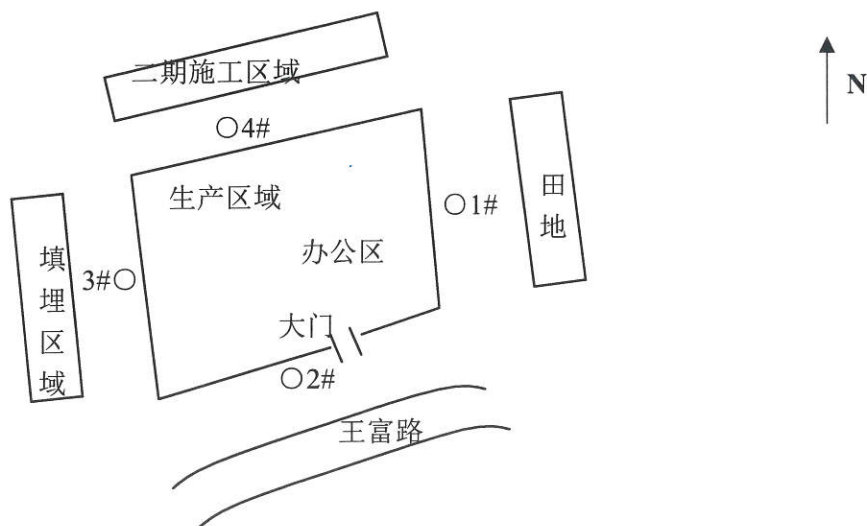 二期施工区域
N
○4#
田地
生产区域
○1#
办公区
填埋区域
3#○
大门
○2#
王富路